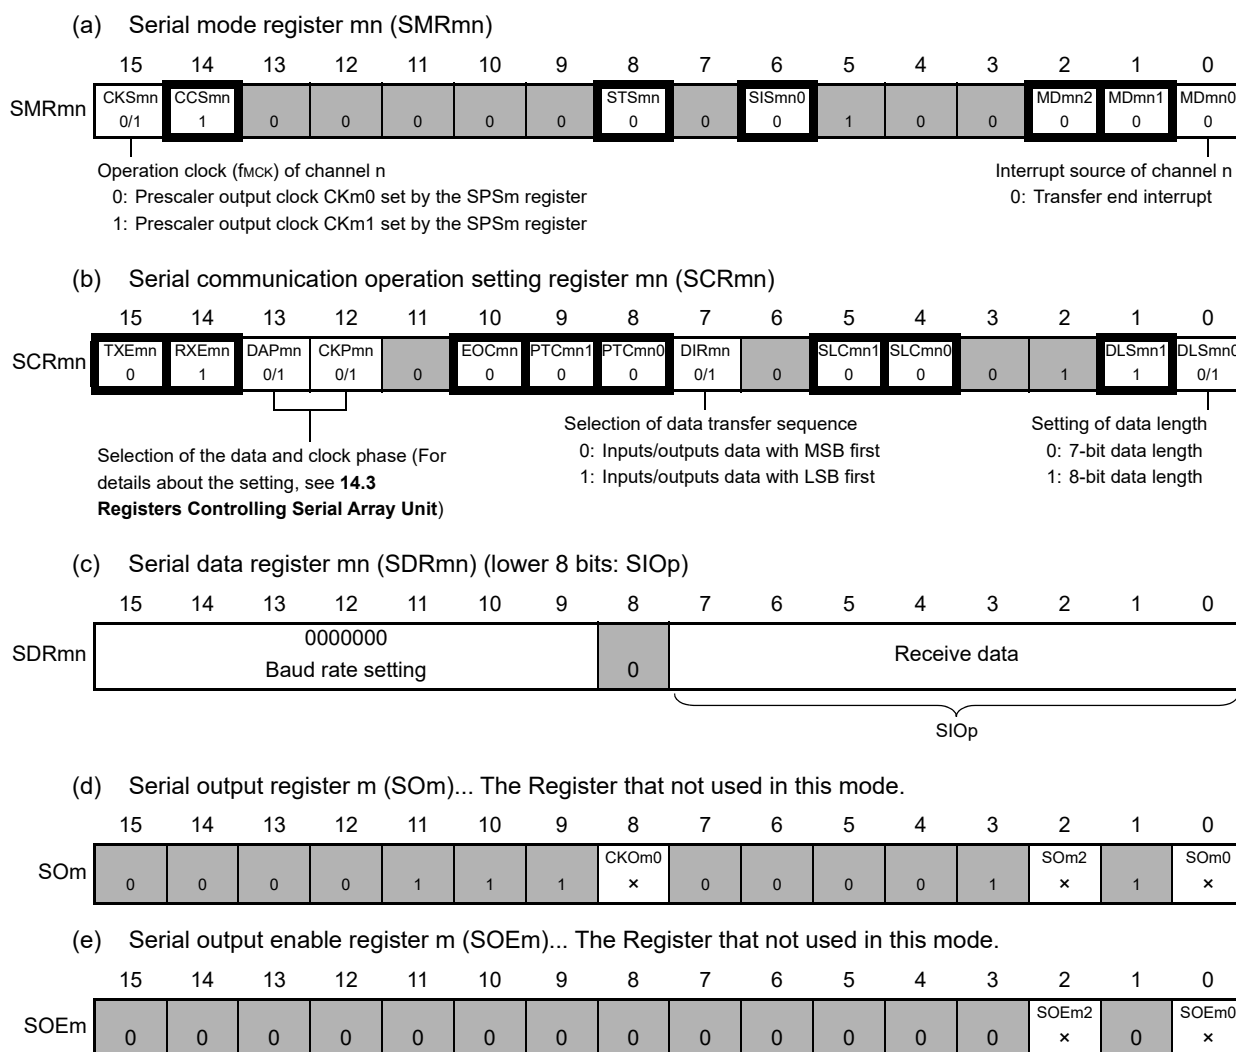 (a) Serial mode register mn (SMRmn)
15 14 13 12 11 10 9 8 7 6 5 4 3 2 1 0
SMRmn CKSmn CCSmn STSmn SISmn0 MDmn2 MDmn1 MDmn0
0/1 1 0 0 0 0 0 0 0 0 1 0 0 0 0 0
Operation clock (fMCK) of channel n
0: Prescaler output clock CKm0 set by the SPSm register
1: Prescaler output clock CKm1 set by the SPSm register
Interrupt source of channel n
0: Transfer end interrupt
(b) Serial communication operation setting register mn (SCRmn)
15 14 13 12 11 10 9 8 7 6 5 4 3 2 1 0
SCRmn TXEmn RXEmn DAPmn CKPmn EOCmn PTCmn1 PTCmn0 DIRmn SLCmn1 SLCmn0 DLSmn1 DLSmn0
0 1 0/1 0/1 0 0 0 0 0/1 0 0 0 0 1 1 0/1
Selection of the data and clock phase (For
details about the setting, see 14.3
Registers Controlling Serial Array Unit)
Selection of data transfer sequence
0: Inputs/outputs data with MSB first
1: Inputs/outputs data with LSB first
Setting of data length
0: 7-bit data length
1: 8-bit data length
(c) Serial data register mn (SDRmn) (lower 8 bits: SIOp)
15 14 13 12 11 10 9 8 7 6 5 4 3 2 1 0
SDRmn 0000000
Baud rate setting 0 Receive data
SIOp
(d) Serial output register m (SOm)... The Register that not used in this mode.
15 14 13 12 11 10 9 8 7 6 5 4 3 2 1 0
SOm CKOm0 SOm2 SOm0
0 0 0 0 1 1 1 × 0 0 0 0 1 × 1 ×
(e) Serial output enable register m (SOEm)... The Register that not used in this mode.
15 14 13 12 11 10 9 8 7 6 5 4 3 2 1 0
SOEm SOEm2 SOEm0
0 0 0 0 0 0 0 0 0 0 0 0 0 × 0 ×